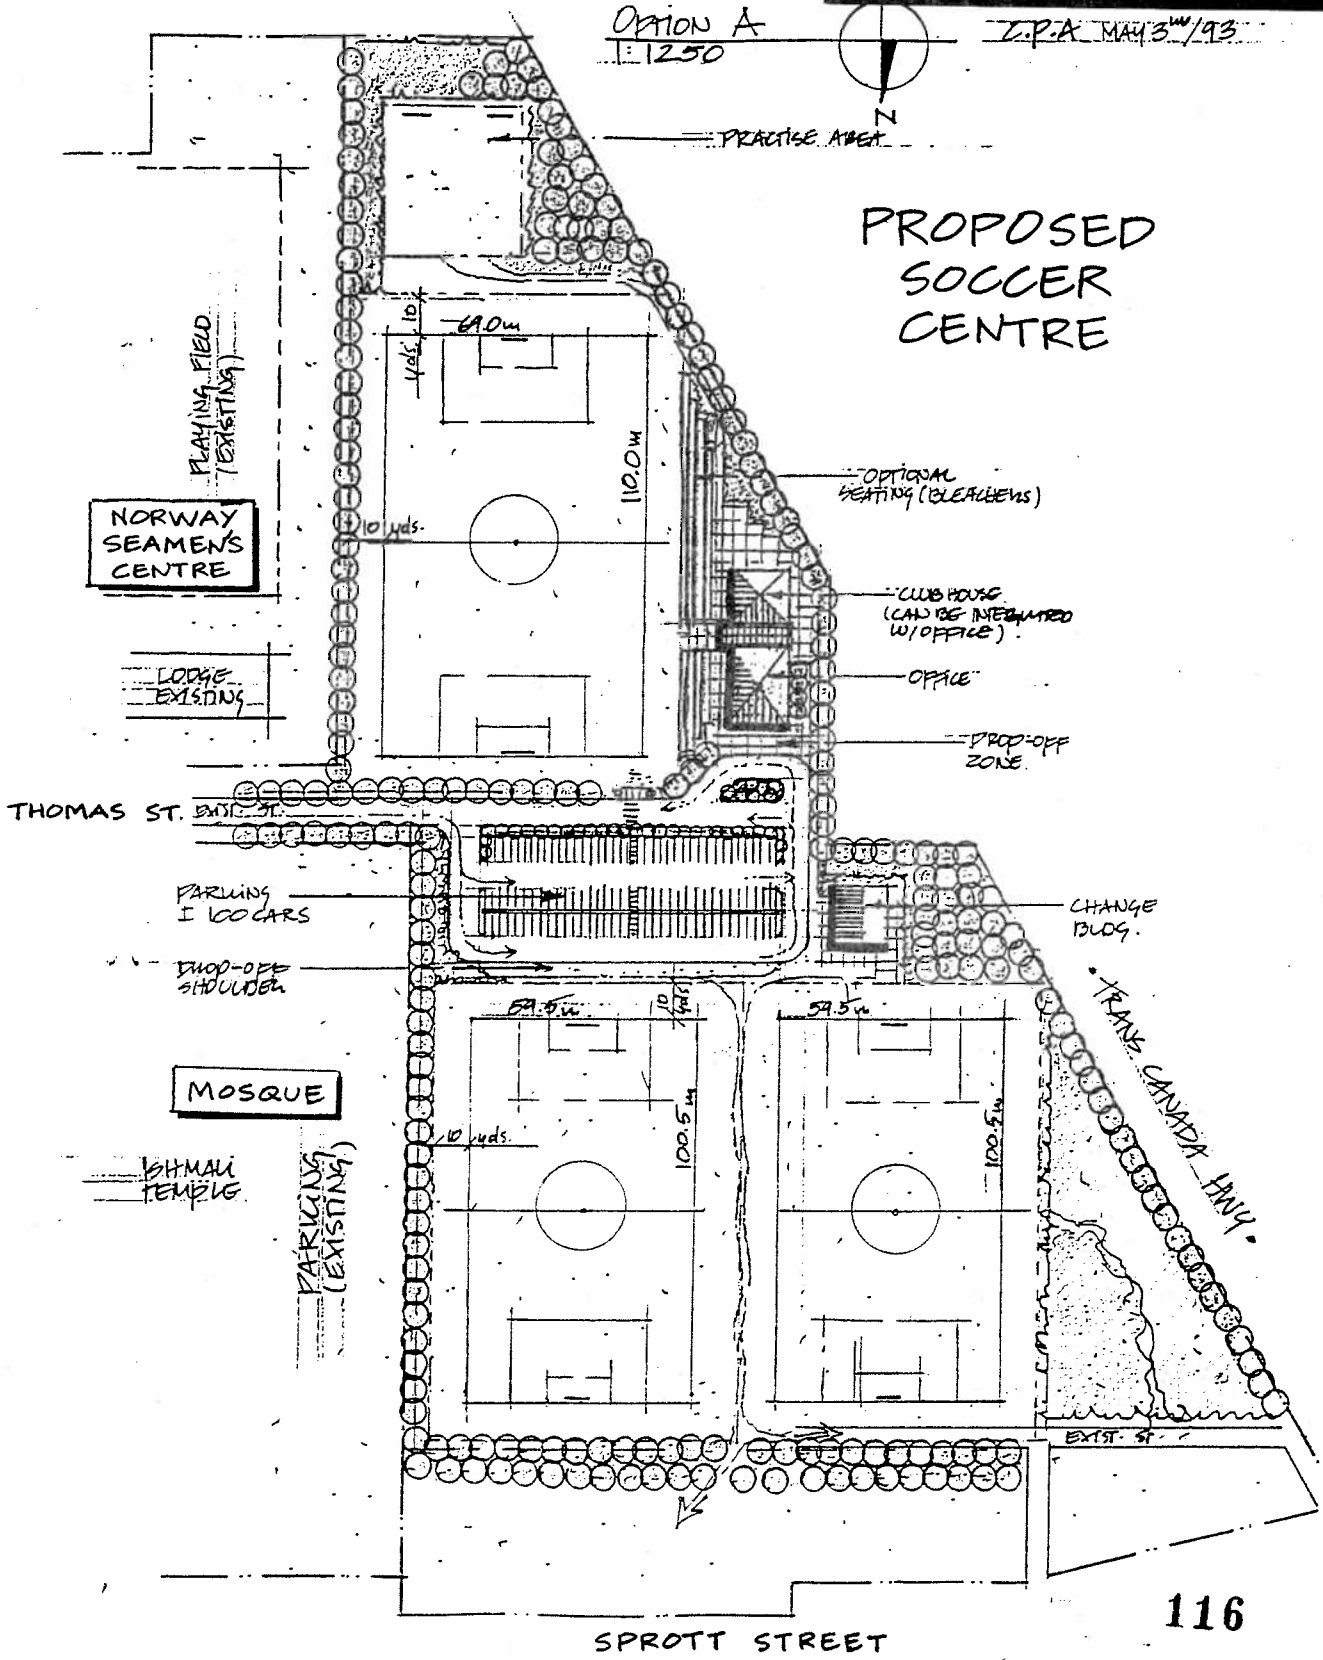 OPTION A
1:1250
Z.P.A MAY 3
/93
N
PRACTISE AREA
PROPOSED
SOCCER
CENTRE
10
yds
69.0m
110.0m
PLAYING FIELD
(EXISTING)
OPTIONAL
SEATING (BLEACHERS)
NORWAY
SEAMEN'S
CENTRE
10 yds.
CLUB HOUSE
(CAN BE INTEGRATED
W/OFFICE).
LODGE
EXISTING
OFFICE
DROP-OFF
ZONE.
THOMAS ST.
EXIST. ST.
PARKING
± 100 CARS
CHANGE
BLDG.
DROP-OFF
SHOULDER
59.5m
10
yds
59.5m
TRANS CANADA HWY.
MOSQUE
100.5m
100.5m
10 yds.
ISHMALI
TEMPLE
PARKING
(EXISTING)
EXIST. ST.
116
SPROTT STREET